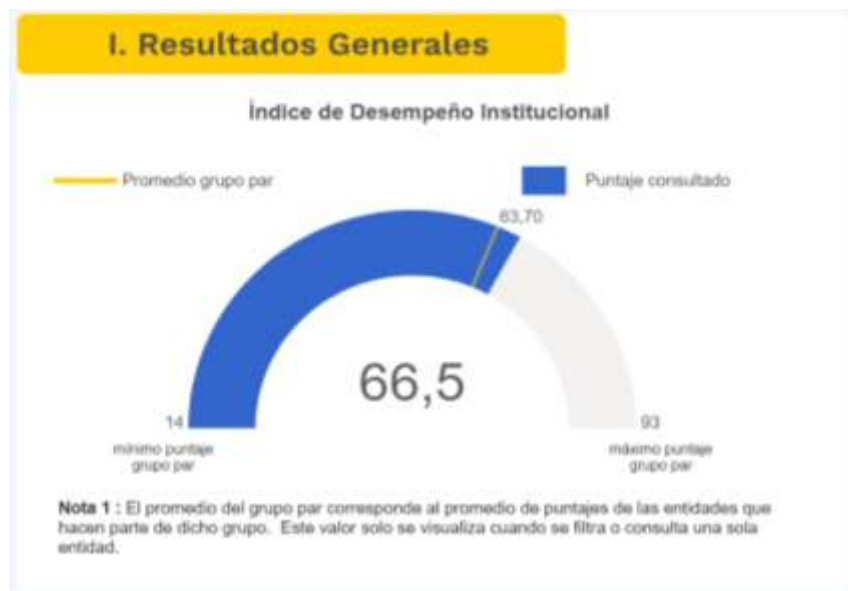 I. Resultados Generales
Índice de Desempeño Institucional
Promedio grupo par
Puntaje consultado
63,70
66,5
14
93
mínimo puntaje
grupo par
máximo puntaje
grupo par
Nota 1 : El promedio del grupo par corresponde al promedio de puntajes de las entidades que
hacen parte de dicho grupo. Este valor solo se visualiza cuando se filtra o consulta una sola
entidad.